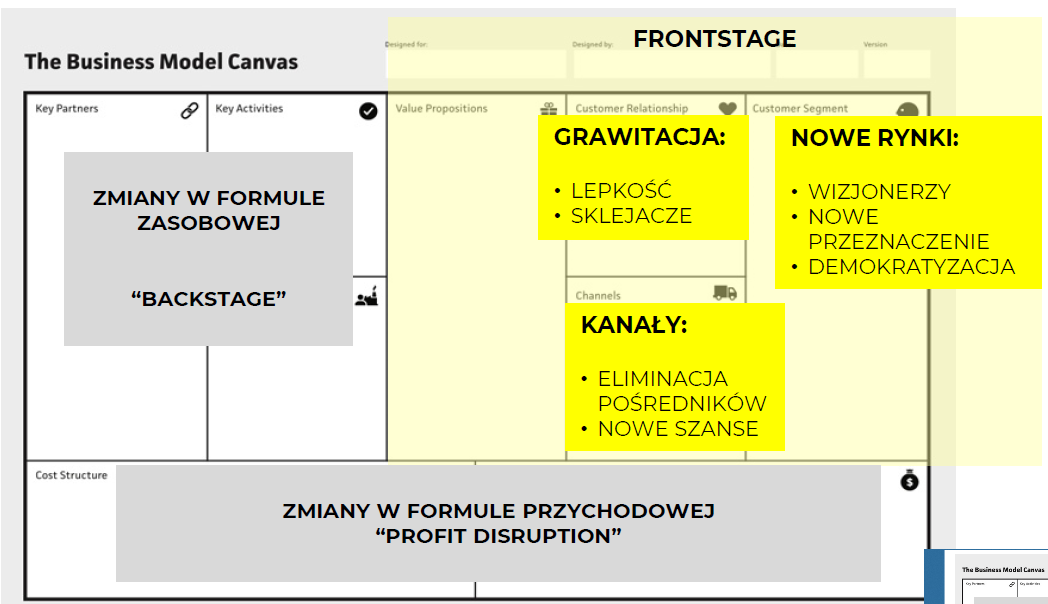 Designed for:
Designed by:
FRONTSTAGE
Version
The Business Model Canvas
Key Partners
Key Activities
Value Propositions
Customer Relationship
Customer Segment
ZMIANY W FORMULE
ZASOBOWEJ
“BACKSTAGE”
GRAWITACJA:
• LEPKOŚĆ
• SKLEJACZE
NOWE RYNKI:
• WIZJONERZY
• NOWE
PRZEZNACZENIE
• DEMOKRATYZACJA
Channels
KANAŁY:
• ELIMINACJA
POŚREDNIKÓW
• NOWE SZANSE
Cost Structure
ZMIANY W FORMULE PRZYCHODOWEJ
“PROFIT DISRUPTION”
The Business Model Canvas
Key Partners
Key Activities